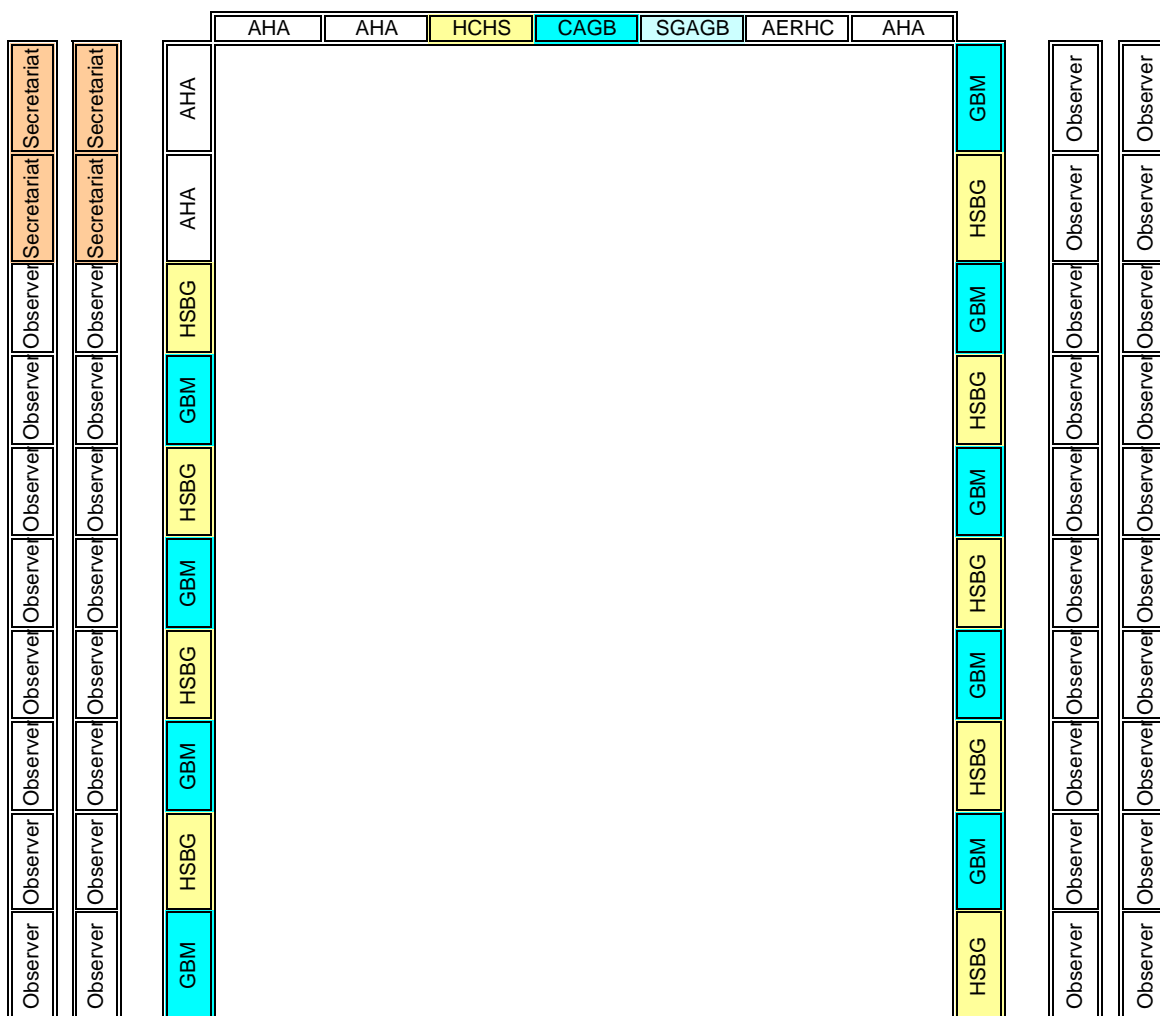 AHA AHA HCHS CAGB SGAGB AERHC AHA
Secretariat Secretariat AHA GBM Observer Observer
Secretariat Secretariat AHA HSBG Observer Observer
Observer Observer HSBG GBM Observer Observer
Observer Observer GBM HSBG Observer Observer
Observer Observer HSBG GBM Observer Observer
Observer Observer GBM HSBG Observer Observer
Observer Observer HSBG GBM Observer Observer
Observer Observer GBM HSBG Observer Observer
Observer Observer HSBG GBM Observer Observer
Observer Observer GBM HSBG Observer Observer